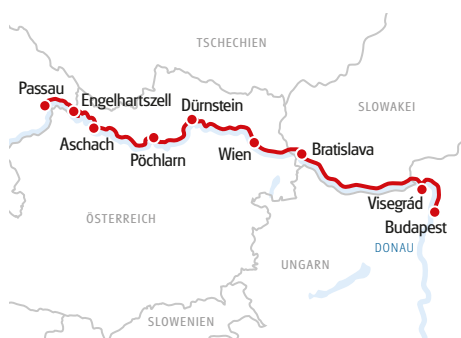 TSCHECHIEN
Passau
Engelhartszell
Dürnstein
SLOWAKEI
Aschach
Pöchlarn
Wien
Bratislava
Visegrád
ÖSTERREICH
Budapest
DONAU
UNGARN
SLOWENIEN